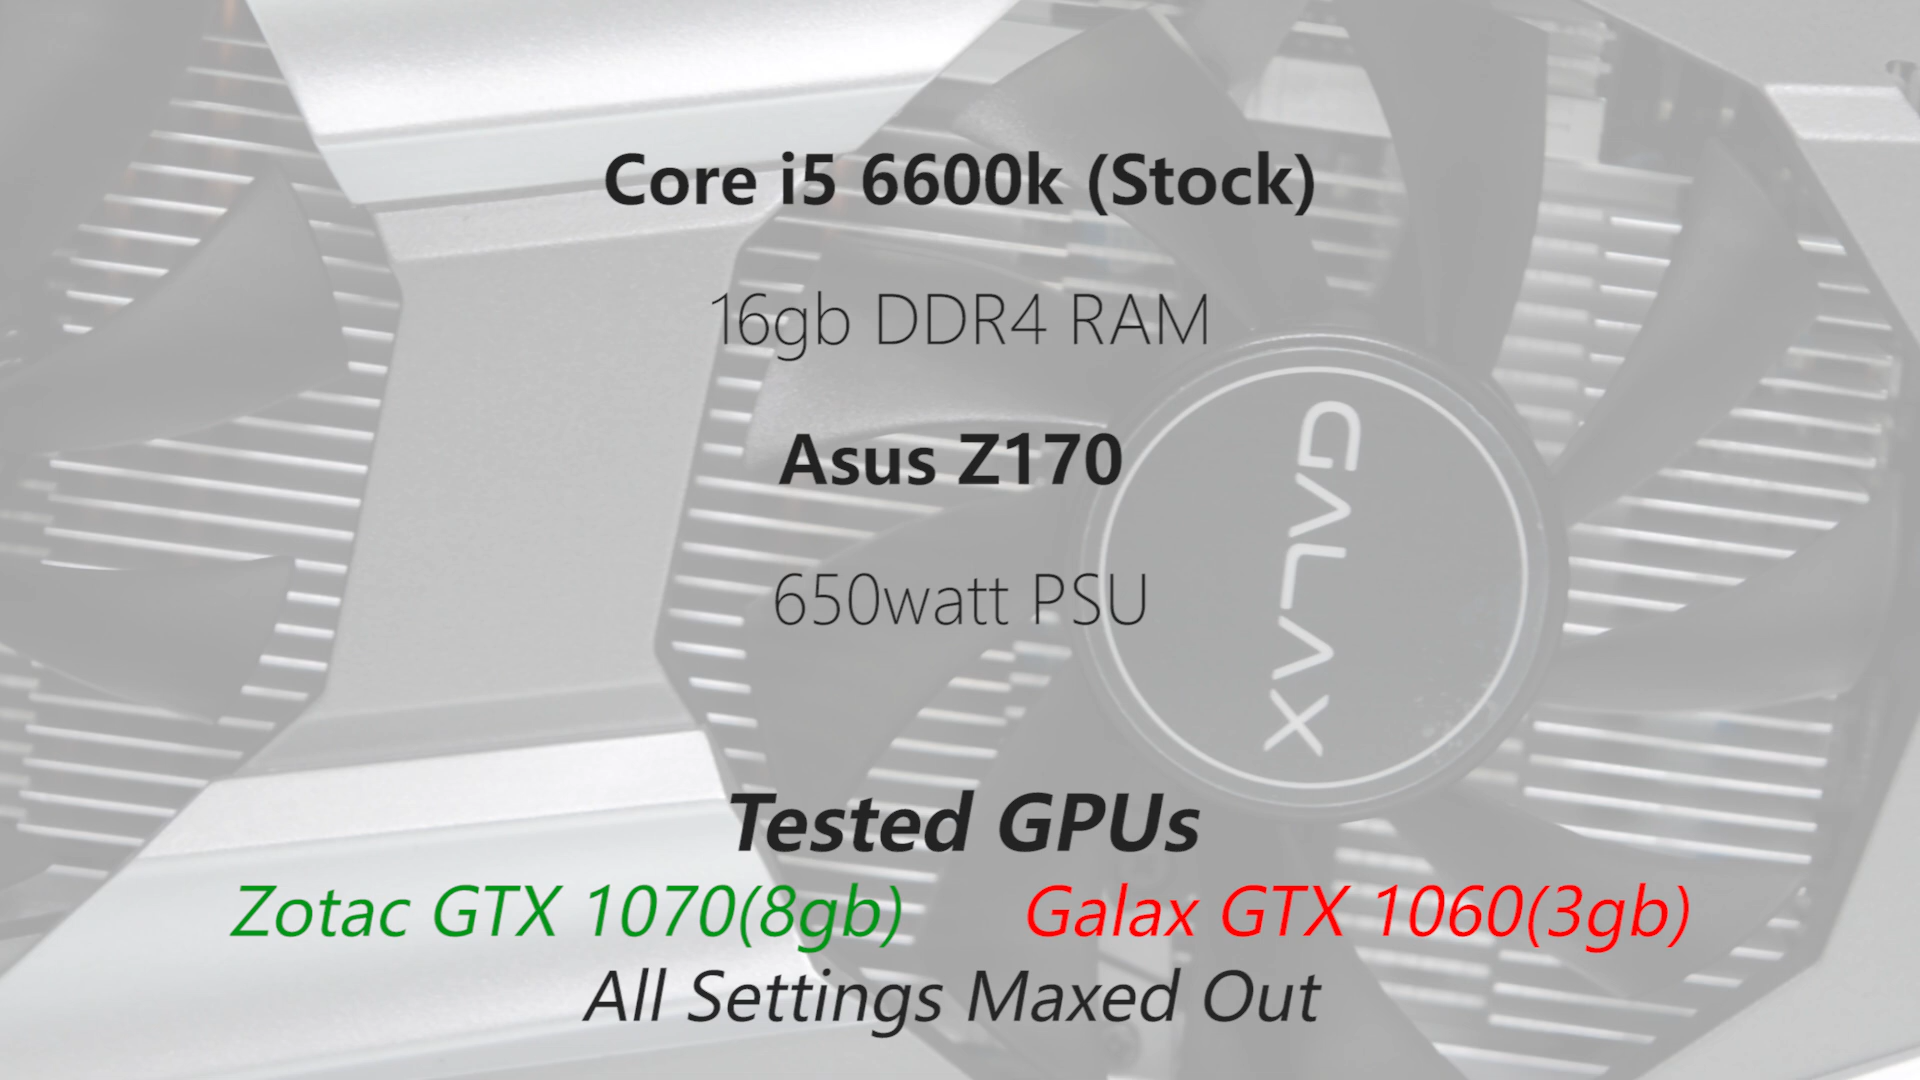 Core i5 6600k (Stock)
16gb DDR4 RAM
Asus Z170
650watt PSU
GALAX
Tested GPUs
Zotac GTX 1070(8gb) Galax GTX 1060(3gb)
All Settings Maxed Out